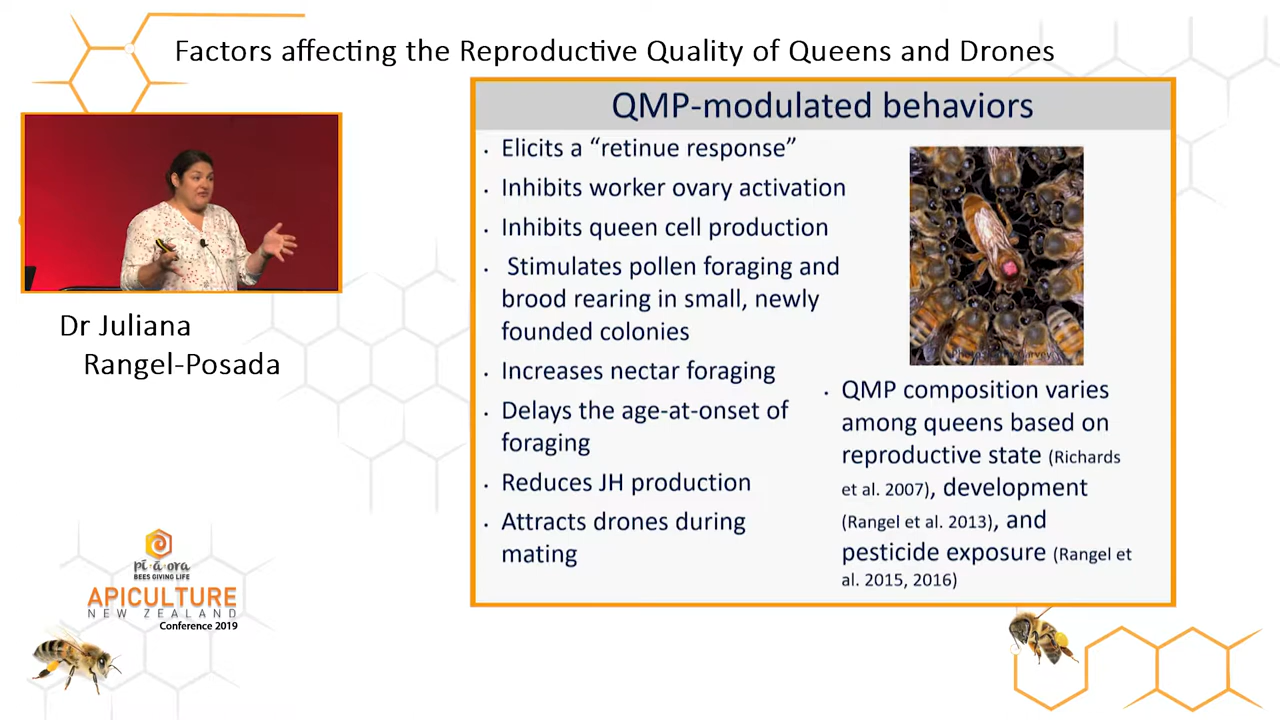 Factors affecting the Reproductive Quality of Queens and Drones
Dr Juliana
Rangel-Posada
QMP-modulated behaviors
· Elicits a “retinue response”
· Inhibits worker ovary activation
· Inhibits queen cell production
· Stimulates pollen foraging and
brood rearing in small, newly
founded colonies
· Increases nectar foraging
· Delays the age-at-onset of
foraging
· Reduces JH production
· Attracts drones during
mating
· QMP composition varies
among queens based on
reproductive state (Richards
et al. 2007), development
(Rangel et al. 2013), and
pesticide exposure (Rangel et
al. 2015, 2016)
pī·ā·ora
BEES GIVING LIFE
APICULTURE
NEW ZEALAND
Conference 2019